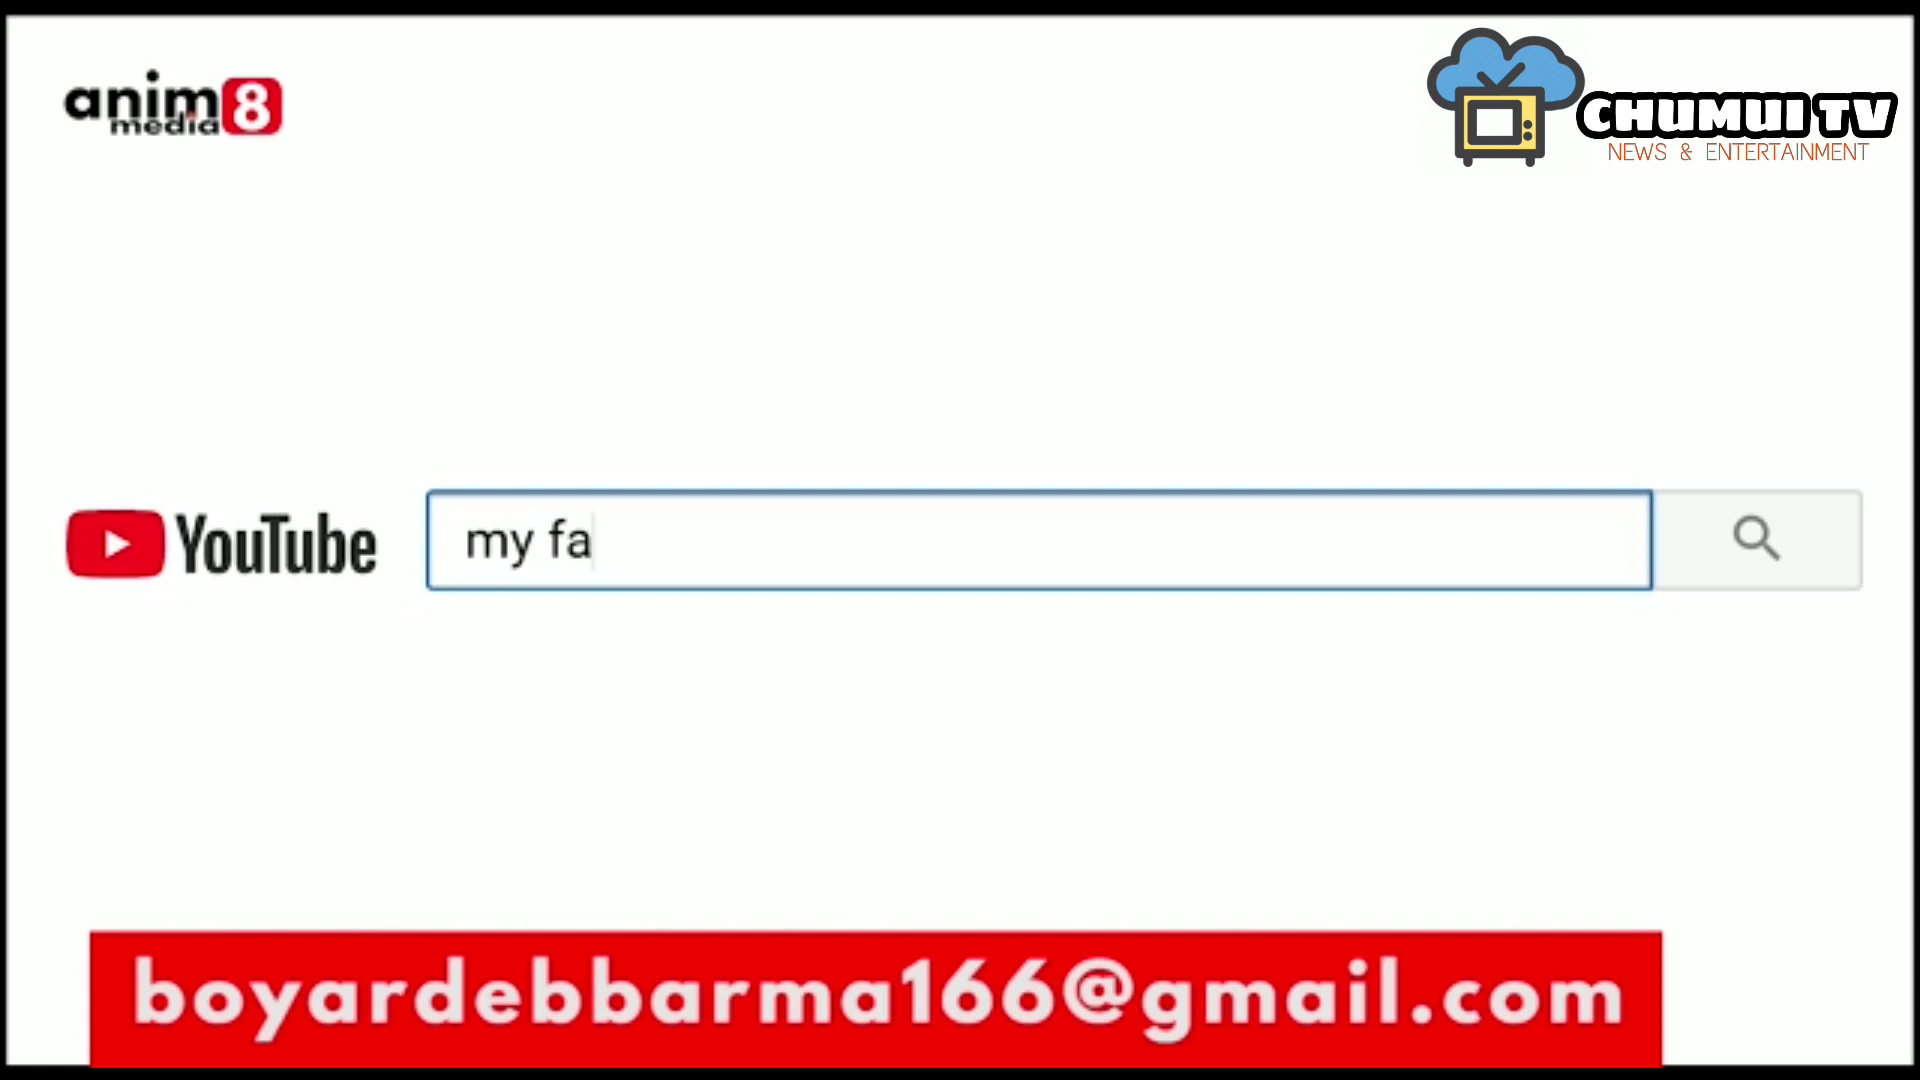 anim8
media
CHUMUI TV
NEWS & ENTERTAINMENT
YouTube
my fa
boyardebbarma166@gmail.com